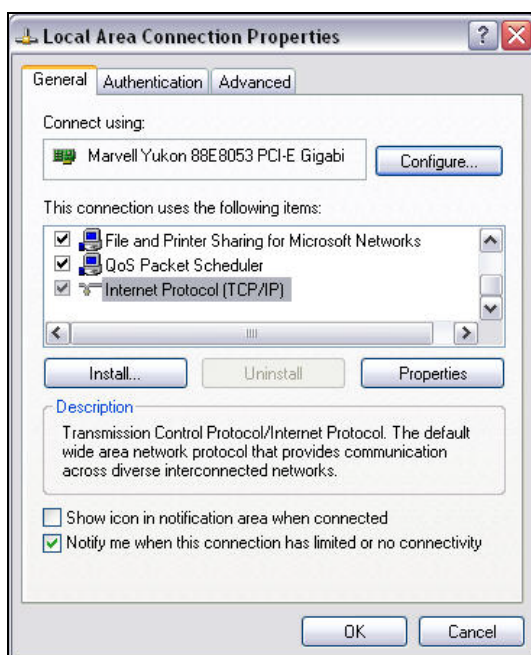 Local Area Connection Properties
General Authentication Advanced
Connect using:
Marvell Yukon 88E8053 PCI-E Gigabi Configure...
This connection uses the following items:
File and Printer Sharing for Microsoft Networks
QoS Packet Scheduler
Internet Protocol (TCP/IP)
Install... Uninstall Properties
Description
Transmission Control Protocol/Internet Protocol. The default
wide area network protocol that provides communication
across diverse interconnected networks.
Show icon in notification area when connected
Notify me when this connection has limited or no connectivity
OK Cancel